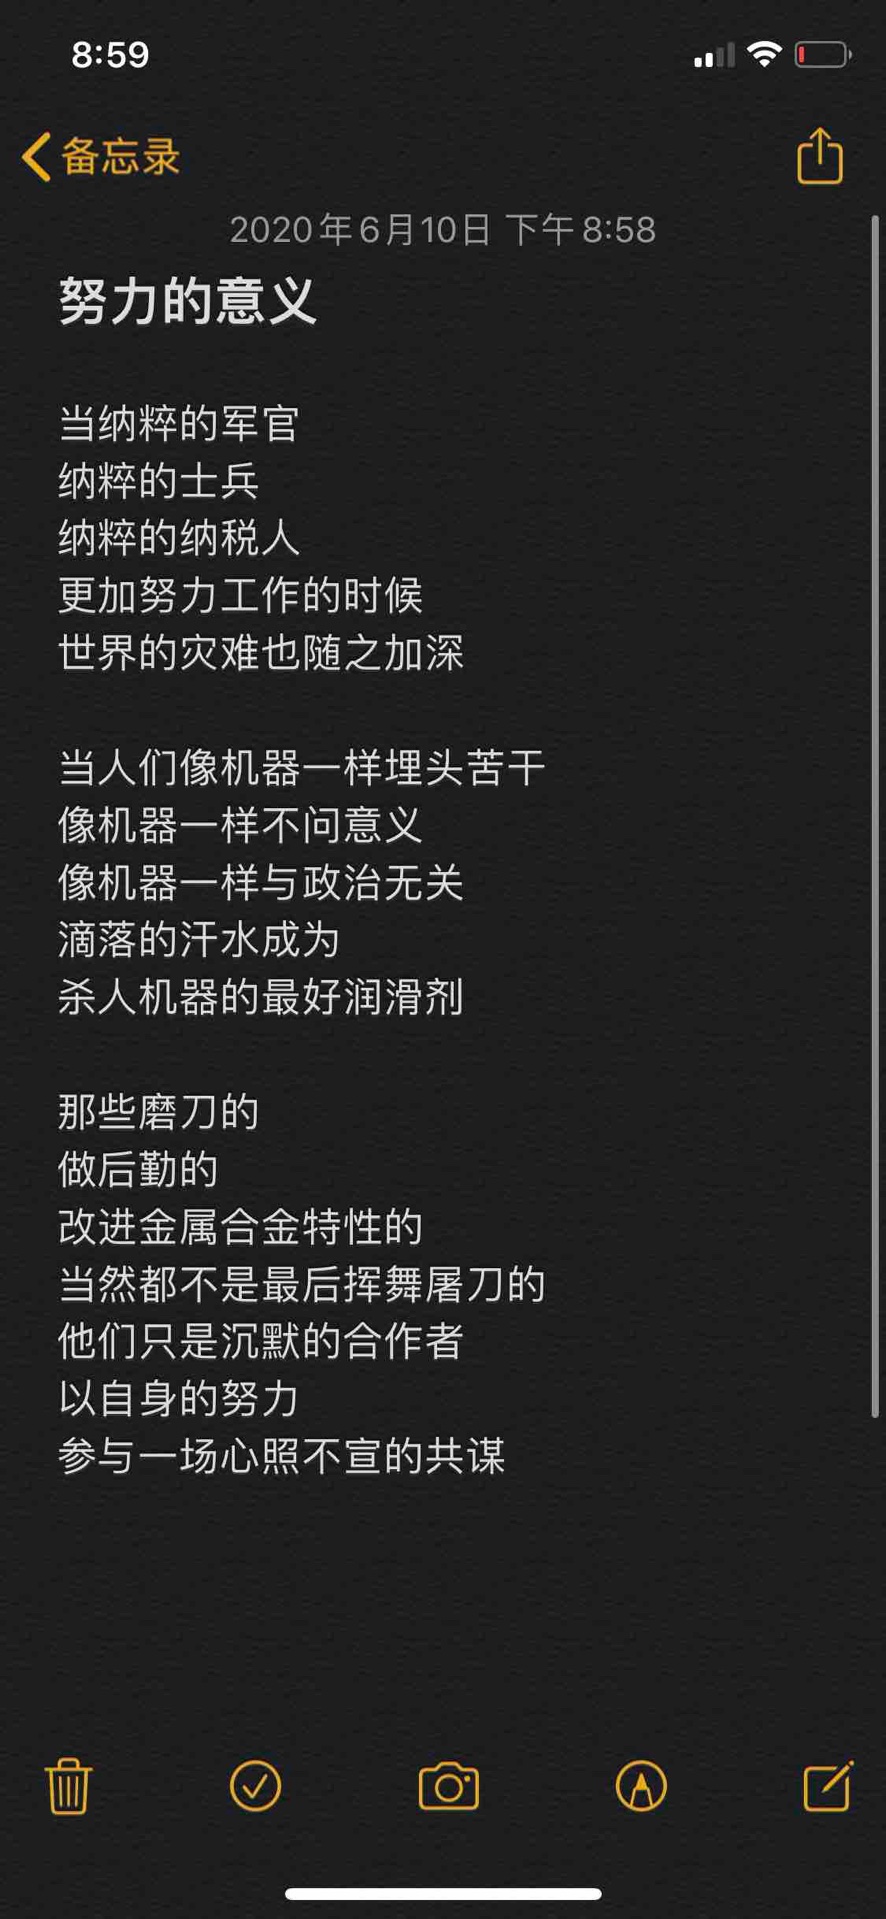 8:59
备忘录
2020年6月10日 下午8:58
努力的意义
当纳粹的军官
纳粹的士兵
纳粹的纳税人
更加努力工作的时候
世界的灾难也随之加深
当人们像机器一样埋头苦干
像机器一样不问意义
像机器一样与政治无关
滴落的汗水成为
杀人机器的最好润滑剂
那些磨刀的
做后勤的
改进金属合金特性的
当然都不是最后挥舞屠刀的
他们只是沉默的合作者
以自身的努力
参与一场心照不宣的共谋